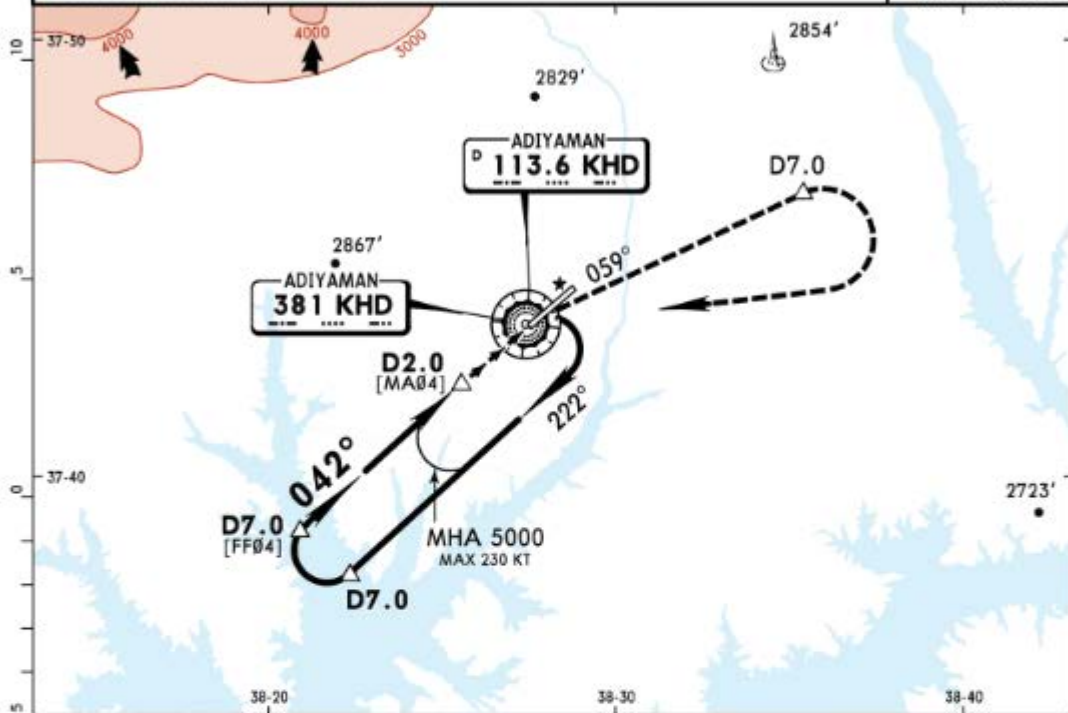 4000
4000
3000
10
37-50
2854'
2829'
ADIYAMAN
D 113.6 KHD
D7.0
2867'
059°
5
ADIYAMAN
381 KHD
D2.0
[MA04]
222°
042°
37-40
0
2723'
D7.0
[FF04]
MHA 5000
MAX 230 KT
D7.0
5
38-20
38-30
38-40